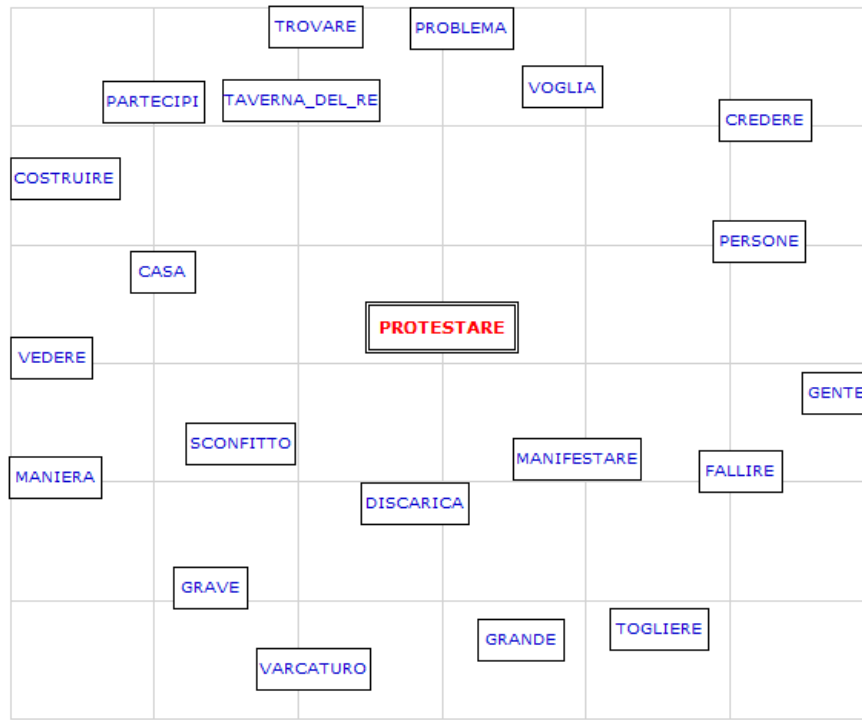 TROVARE
PROBLEMA
VOGLIA
PARTECIPI
TAVERNA_DEL_RE
CREDERE
COSTRUIRE
PERSONE
CASA
PROTESTARE
VEDERE
GENTE
SCONFITTO
MANIFESTARE
FALLIRE
MANIERA
DISCARICA
GRAVE
TOGLIERE
GRANDE
VARCATURO